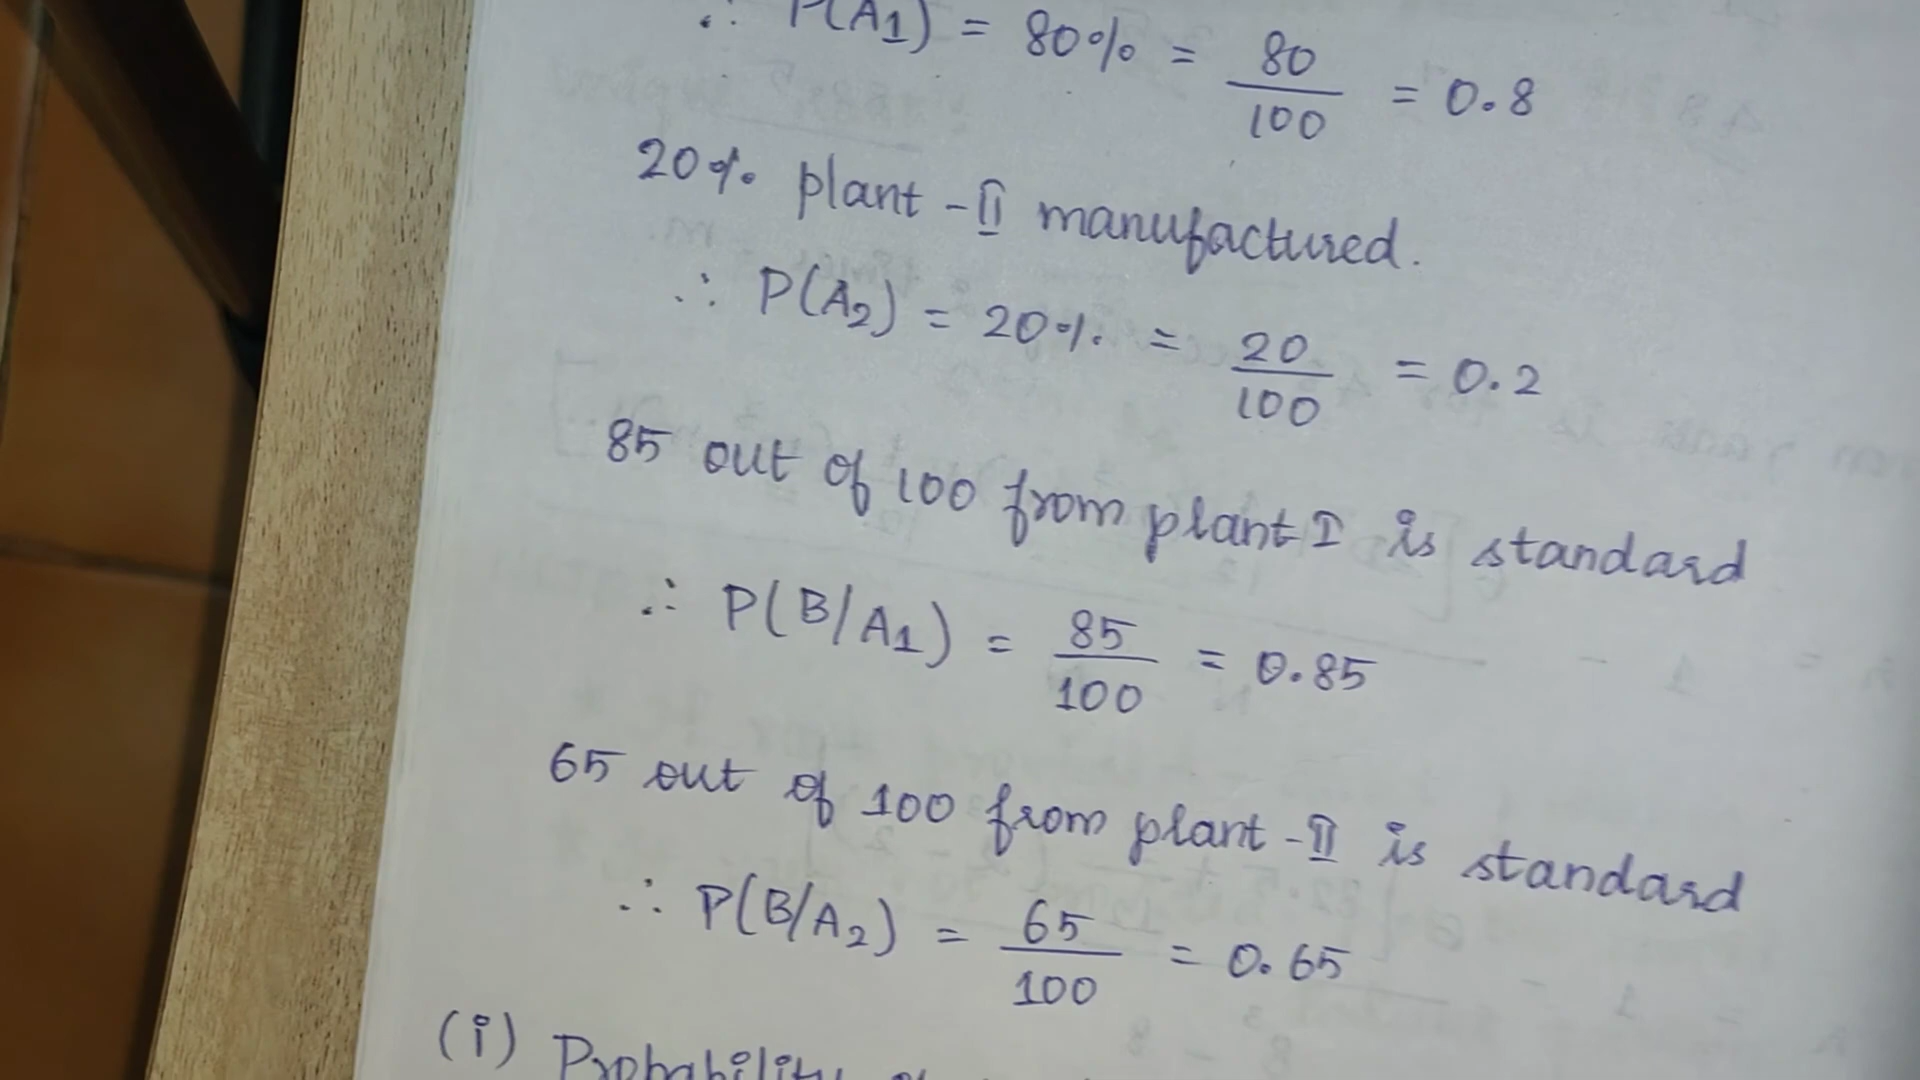 ∴ P(A1) = 80% = 80/100 = 0.8
20% plant-II manufactured.
∴ P(A2) = 20% = 20/100 = 0.2
85 out of 100 from plant I is standard
∴ P(B/A1) = 85/100 = 0.85
65 out of 100 from plant-II is standard
∴ P(B/A2) = 65/100 = 0.65
(i) Probability